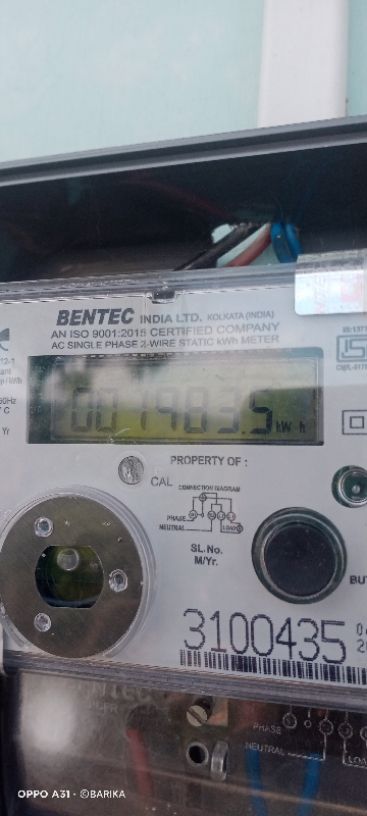 BENTEC INDIA LTD. KOLKATA (INDIA)
AN ISO 9001:2015 CERTIFIED COMPANY
AC SINGLE PHASE 2-WIRE STATIC kWh METER
001983.5 kWh
PROPERTY OF :
CAL
CONNECTION DIAGRAM
PHASE
NEUTRAL
LOAD
SL.No.
M/Yr.
BUT
3100435
PHASE
NEUTRAL
OPPO A31 · ©BARIKA